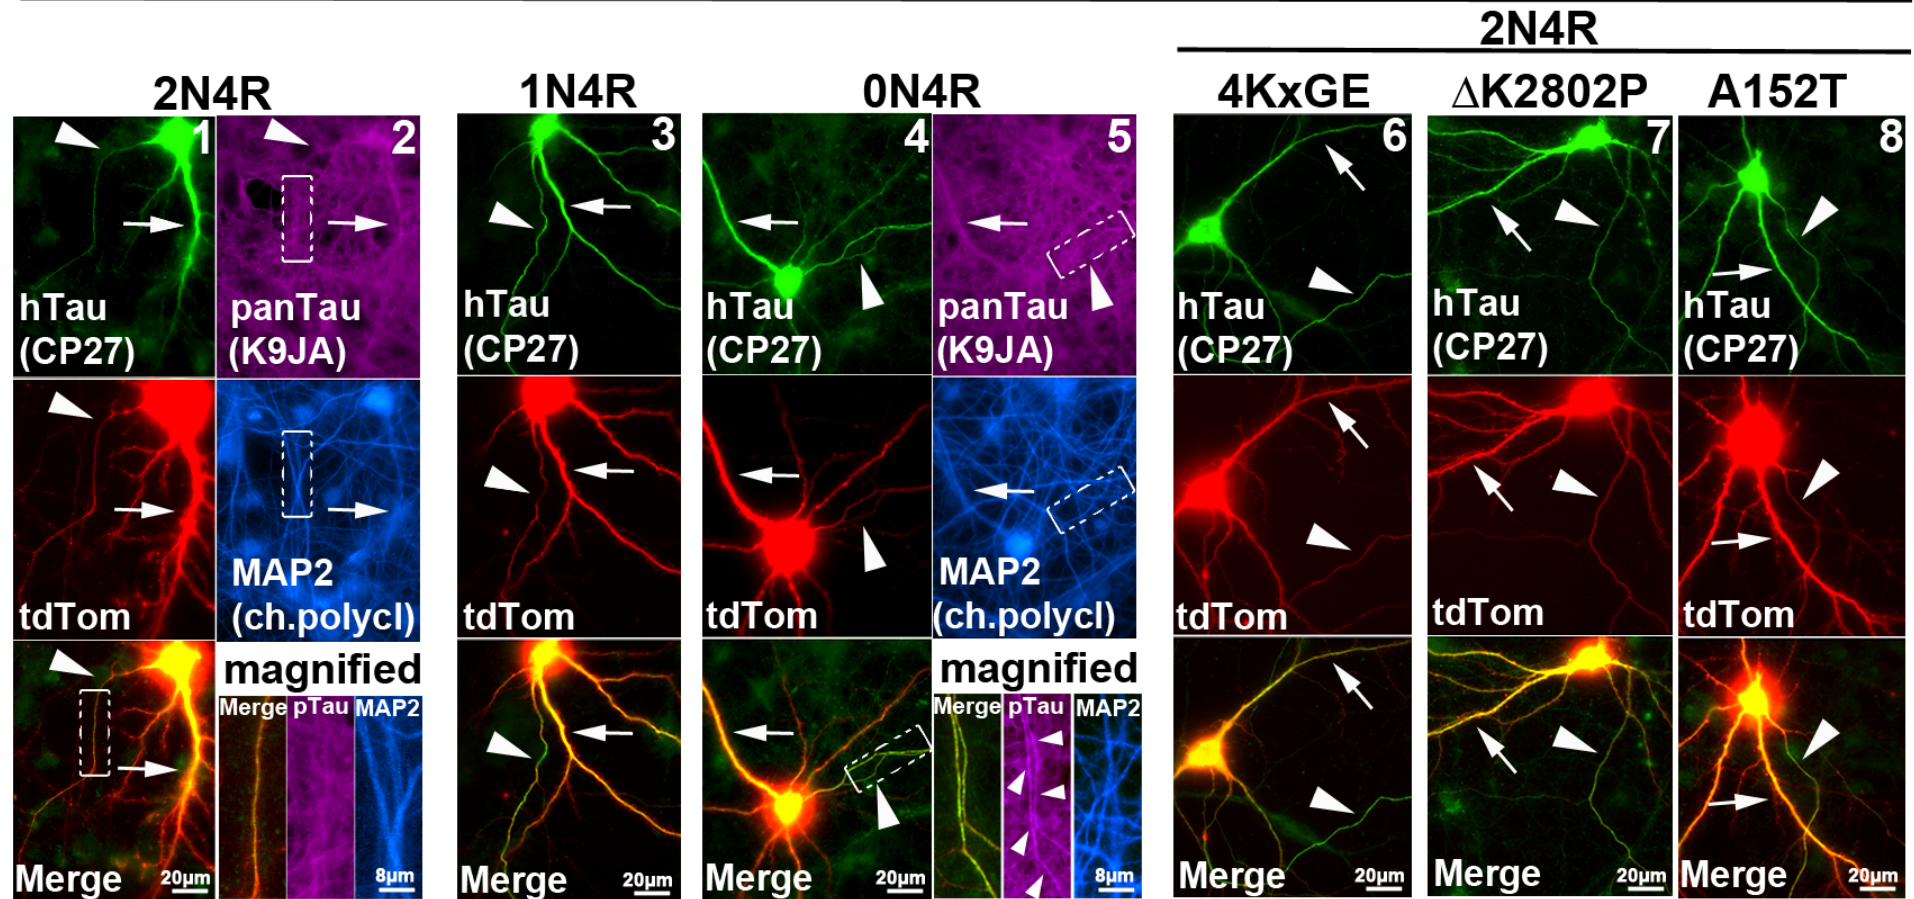 2N4R
2N4R 1N4R 0N4R 4KxGE ΔK2802P A152T
1 2 3 4 5 6 7 8
hTau
(CP27)
panTau
(K9JA)
hTau
(CP27)
hTau
(CP27)
panTau
(K9JA)
hTau
(CP27)
hTau
(CP27)
hTau
(CP27)
tdTom
MAP2
(ch.polycl)
tdTom
tdTom
MAP2
(ch.polycl)
tdTom
tdTom
tdTom
Merge 20µm
magnified
Merge pTau MAP2
8µm
Merge 20µm
Merge 20µm
magnified
Merge pTau MAP2
8µm
Merge 20µm
Merge 20µm
Merge 20µm